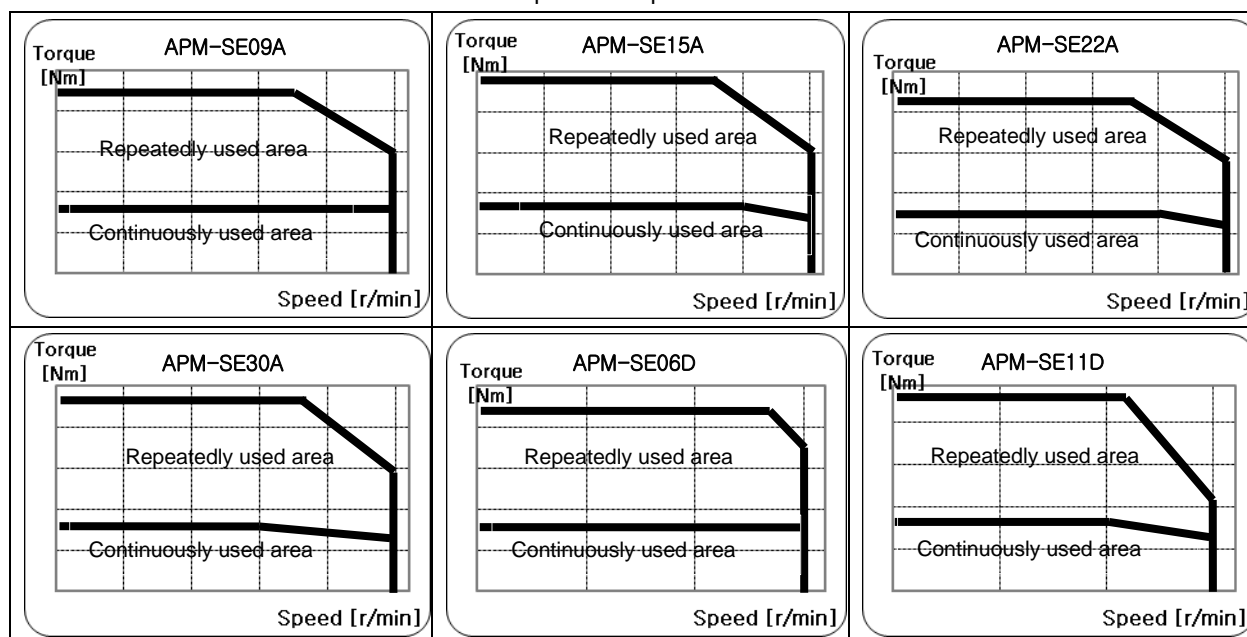 Torque
[Nm]
APM-SE09A
Repeatedly used area
Continuously used area
Speed [r/min]
Torque
[Nm]
APM-SE15A
Repeatedly used area
Continuously used area
Speed [r/min]
Torque
[Nm]
APM-SE22A
Repeatedly used area
Continuously used area
Speed [r/min]
Torque
[Nm]
APM-SE30A
Repeatedly used area
Continuously used area
Speed [r/min]
Torque
[Nm]
APM-SE06D
Repeatedly used area
Continuously used area
Speed [r/min]
Torque
[Nm]
APM-SE11D
Repeatedly used area
Continuously used area
Speed [r/min]